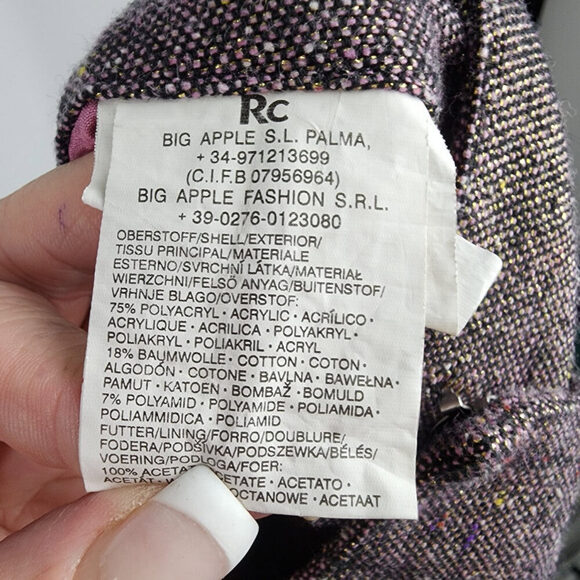 Rc
BIG APPLE S.L. PALMA,
+ 34-971213699
(C.I.F.B 07956964)
BIG APPLE FASHION S.R.L.
+ 39-0276-0123080
OBERSTOFF/SHELL/EXTERIOR/
TISSU PRINCIPAL/MATERIALE
ESTERNO/SVRCHNÍ LÁTKA/MATERIAŁ
WIERZCHNI/FELSŐ ANYAG/BUITENSTOF/
VRHNJE BLAGO/OVERSTOF:
75% POLYACRYL · ACRYLIC · ACRÍLICO ·
ACRYLIQUE · ACRILICA · POLYAKRYL ·
POLIAKRYL · POLIAKRIL · ACRYL
18% BAUMWOLLE · COTTON · COTON ·
ALGODÓN · COTONE · BAVLNA · BAWEŁNA ·
PAMUT · KATOEN · BOMBAŽ · BOMULD
7% POLYAMID · POLYAMIDE · POLIAMIDA ·
POLIAMMIDICA · POLIAMID
FUTTER/LINING/FORRO/DOUBLURE/
FODERA/PODŠÍVKA/PODSZEWKA/BÉLÉS/
VOERING/PODLOGA/FOER:
100% ACETAT · ACETATE · ACETATO ·
OCTANOWE · ACETAAT